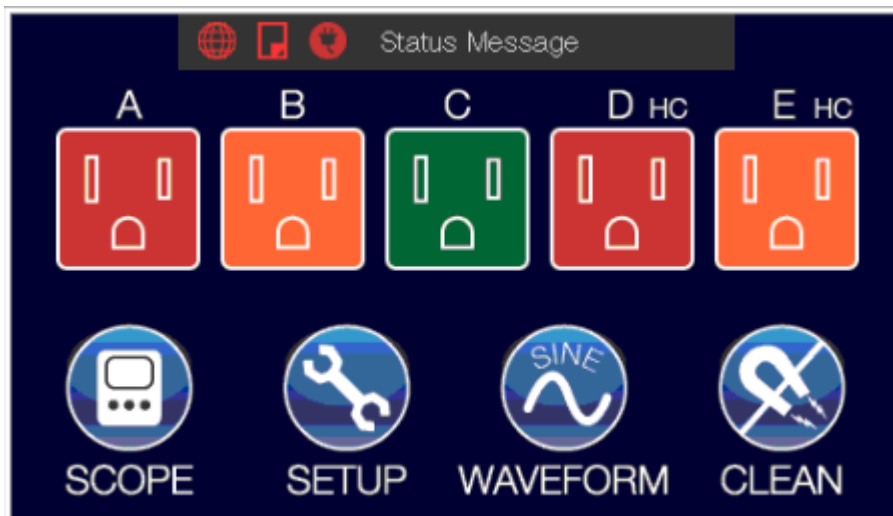 Status Message
A B C D HC E HC
SINE
SCOPE SETUP WAVEFORM CLEAN